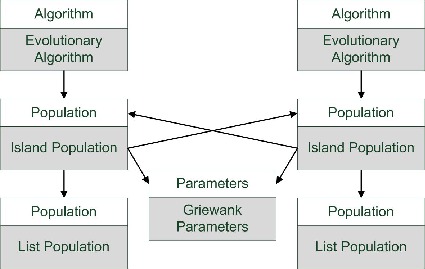 Algorithm
Algorithm
Evolutionary
Algorithm
Evolutionary
Algorithm
Population
Population
Island Population
Island Population
Parameters
Griewank
Parameters
Population
Population
List Population
List Population